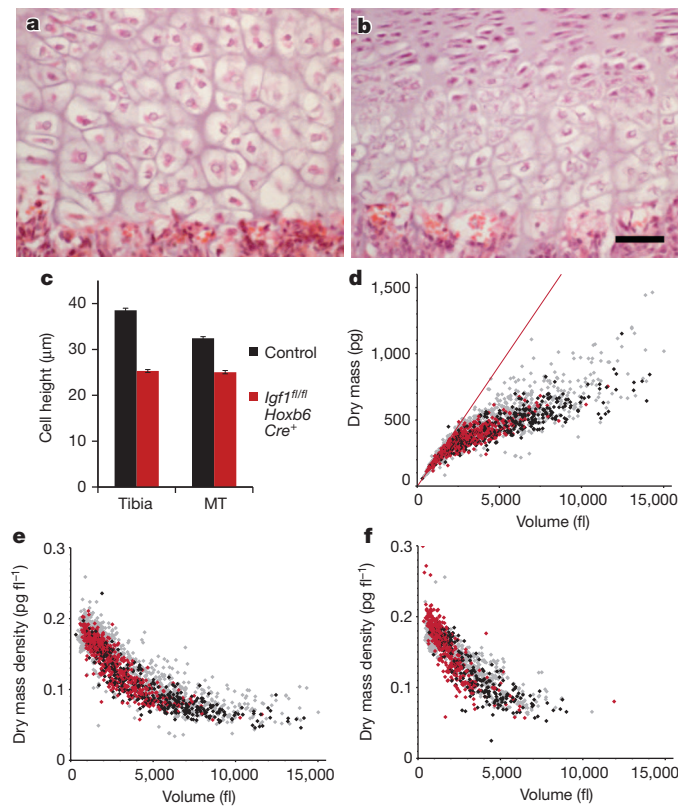 a
b
c
40
30
20
10
0
Cell height (μm)
Tibia
MT
Control
Igf1fl/fl
Hoxb6
Cre+
d
1,500
1,000
500
0
Dry mass (pg)
0
5,000
10,000
15,000
Volume (fl)
e
0.3
0.2
0.1
0
Dry mass density (pg fl−1)
0
5,000
10,000
15,000
Volume (fl)
f
0.3
0.2
0.1
0
Dry mass density (pg fl−1)
0
5,000
10,000
15,000
Volume (fl)